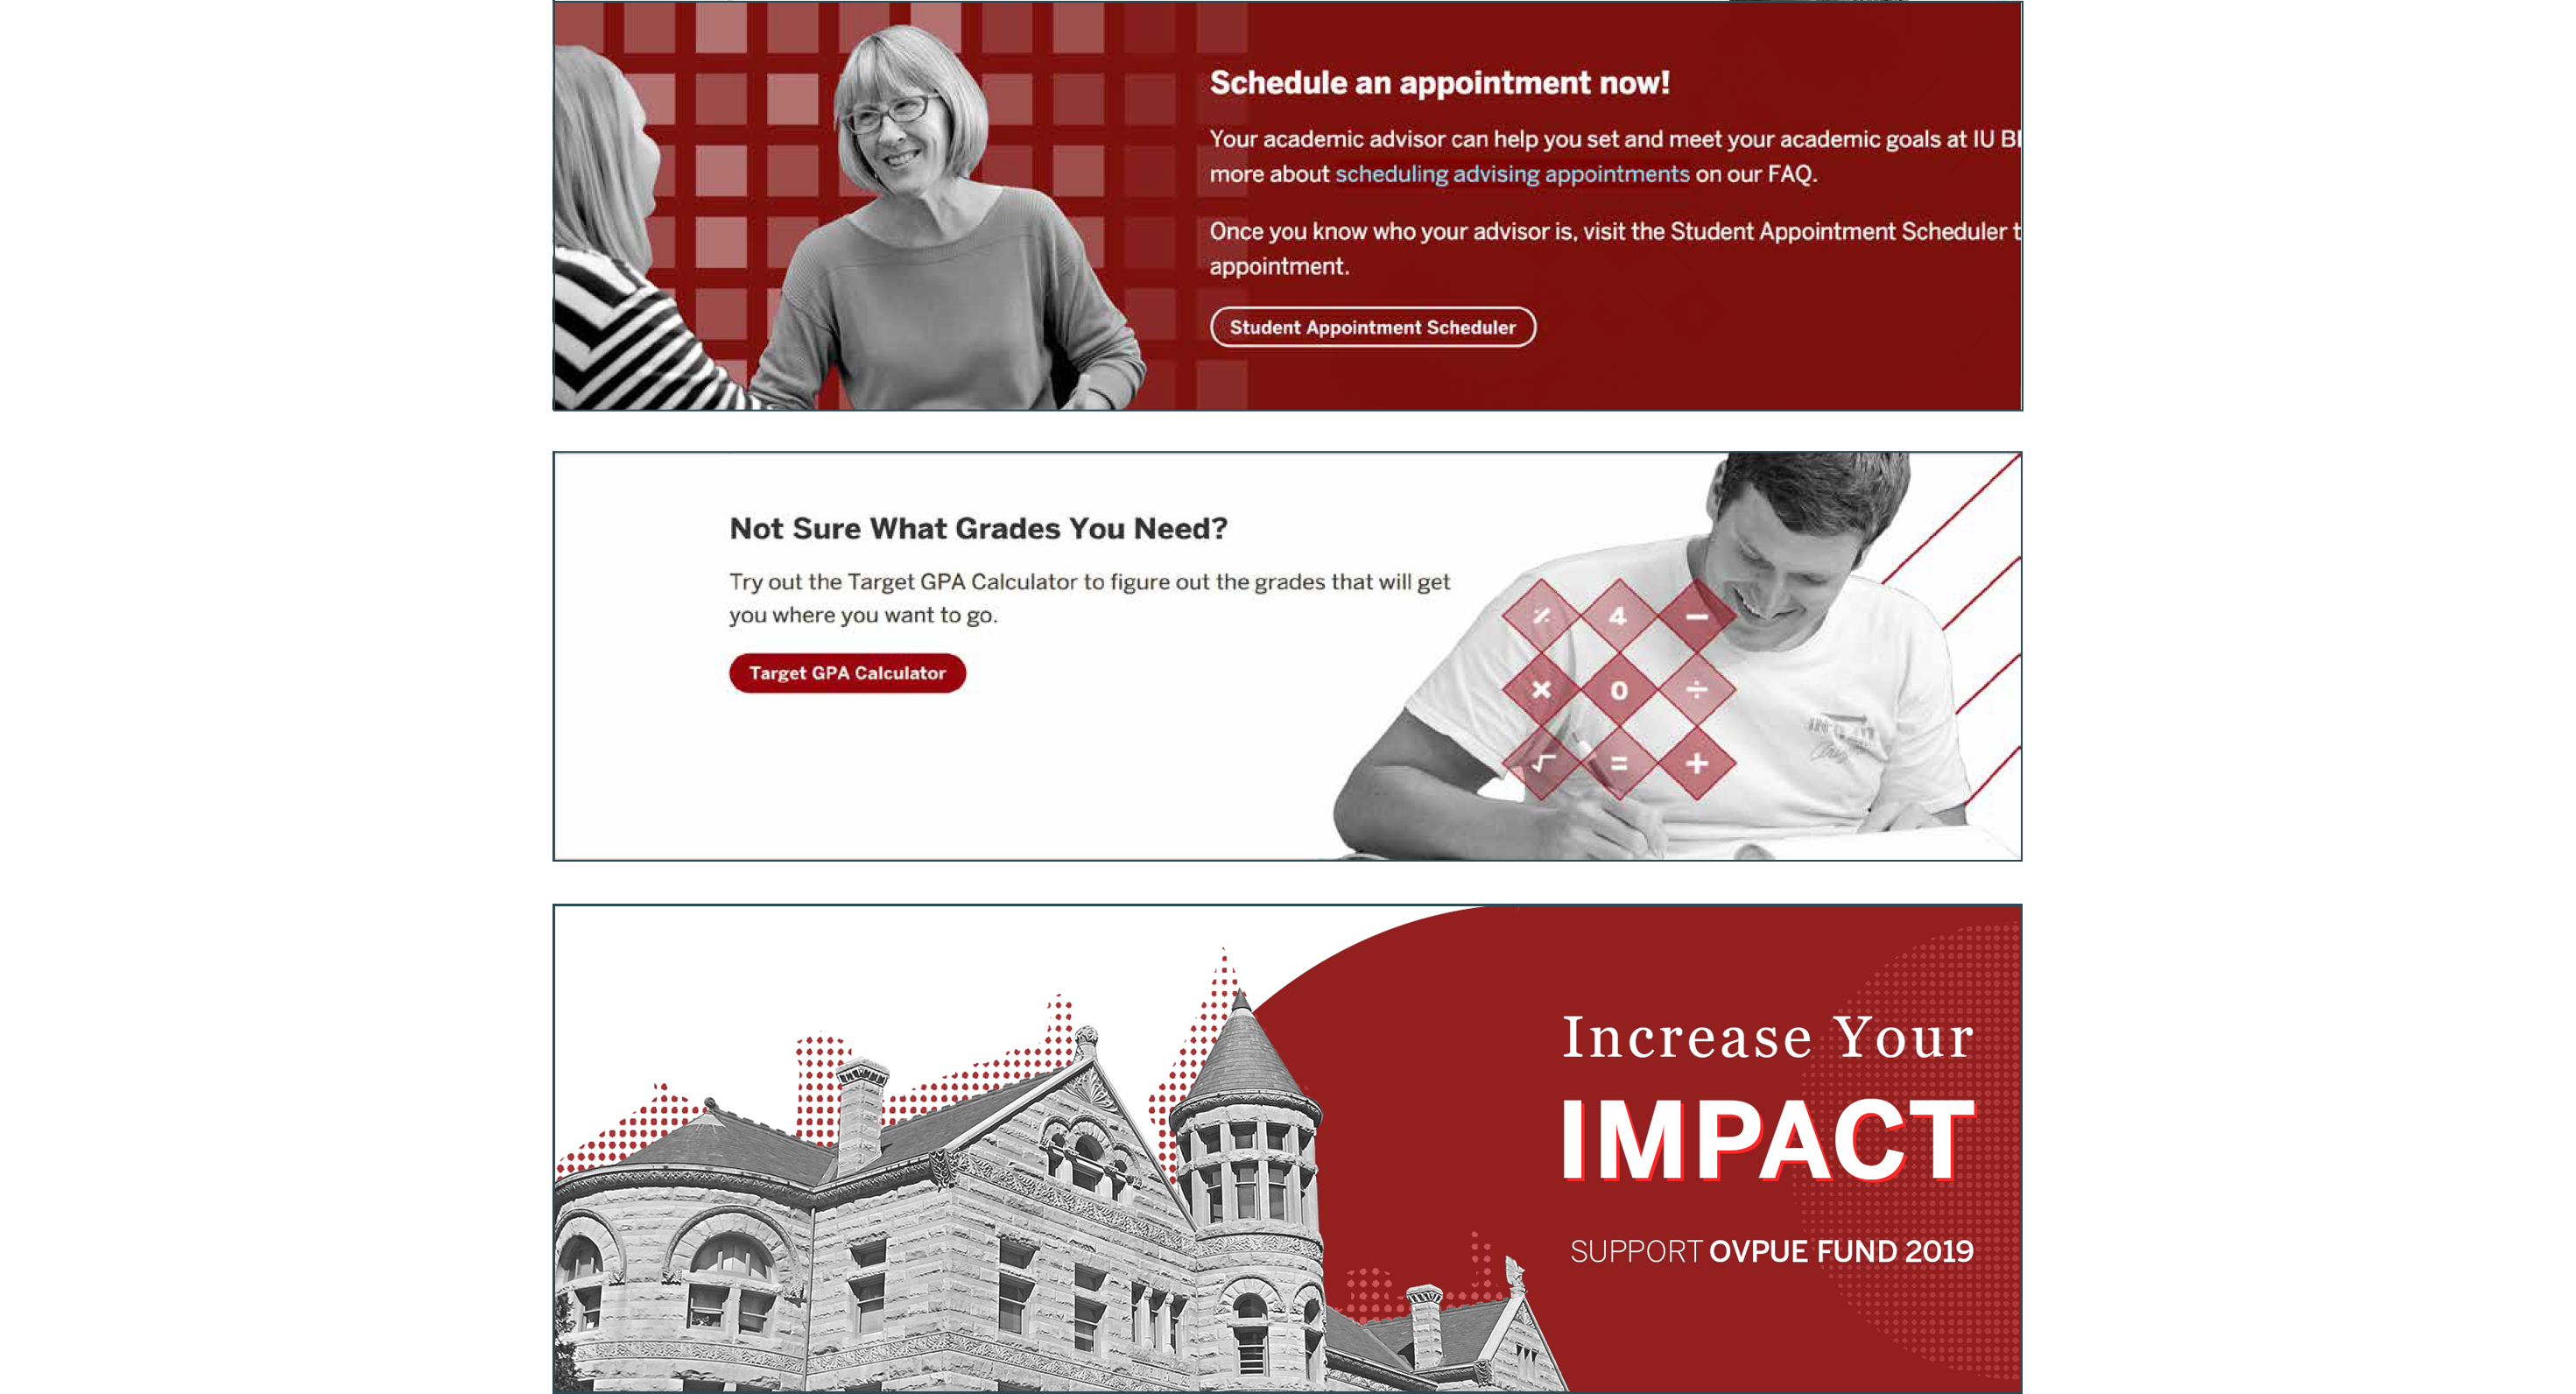 Schedule an appointment now!
Your academic advisor can help you set and meet your academic goals at IU
more about scheduling advising appointments on our FAQ.
Once you know who your advisor is, visit the Student Appointment Scheduler
appointment.
Student Appointment Scheduler
Not Sure What Grades You Need?
Try out the Target GPA Calculator to figure out the grades that will get
you where you want to go.
Target GPA Calculator
٪ 4 −
× 0 ÷
√ = +
Increase Your
IMPACT
SUPPORT OVPUE FUND 2019